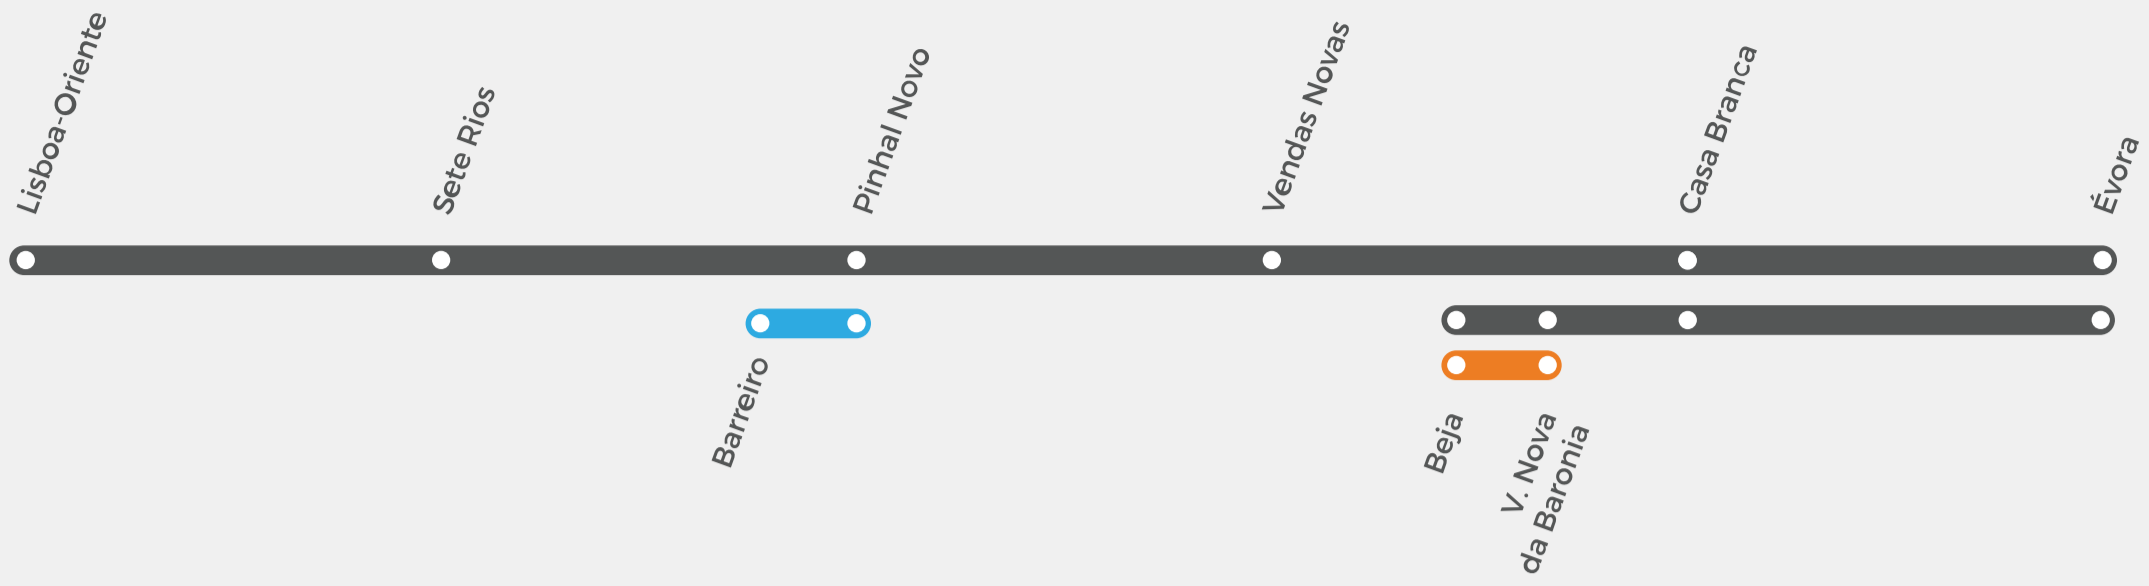 Lisboa-Oriente
Sete Rios
Pinhal Novo
Vendas Novas
Casa Branca
Évora
Barreiro
Beja
V. Nova
da Baronia